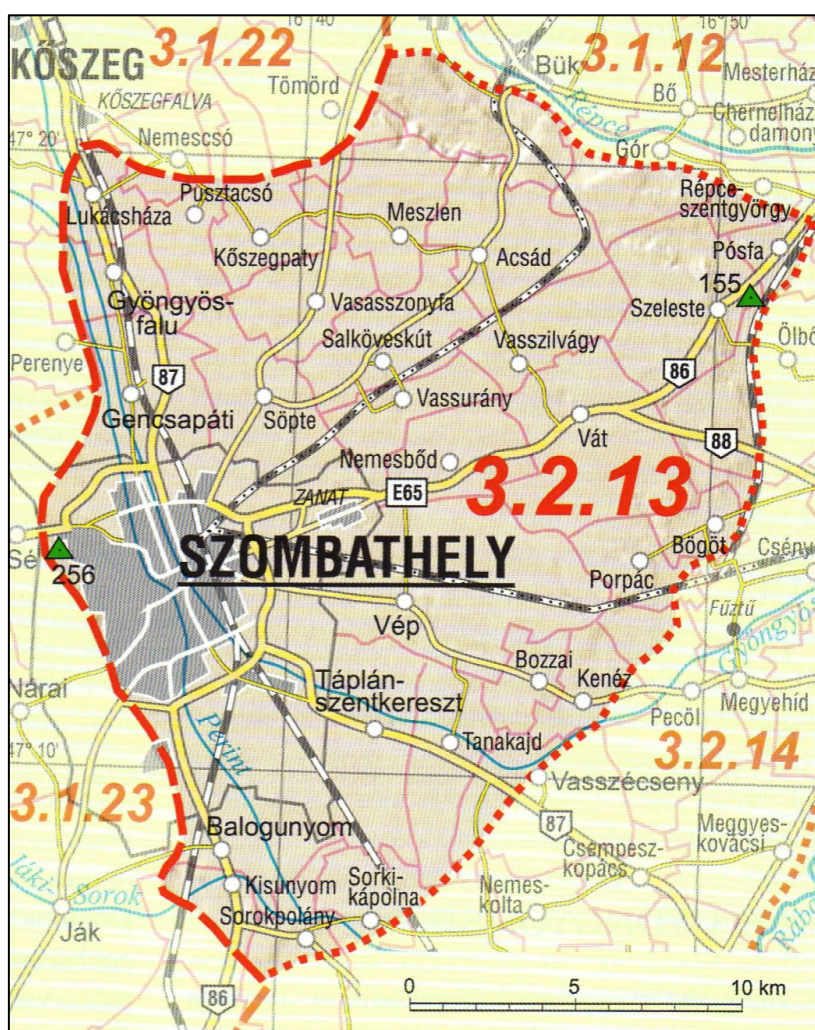 16° 40'
16° 50'
KŐSZEG
3.1.22
3.1.12
Bük
Tömörd
KŐSZEGFALVA
Bő
Répce
Chernelháza
damony
47° 20'
Nemescsó
Gór
Pusztacsó
Répce-
szentgyörgy
Lukácsháza
Meszlen
Kőszegpaty
Acsád
Pósfa
155
Gyöngyös-
falu
Vasasszonyfa
Szeleste
Salköveskút
Vasszilvágy
Perenye
87
86
Vassurány
Gencsapáti
Söpte
Vát
88
Nemesbőd
3.2.13
E65
ZANAT
Sé
256
SZOMBATHELY
Bögöt
Porpác
Csény
Vép
Fűztű
Gyöngyös
Bozzai
Kenéz
Táplán-
szentkereszt
Nárai
Pecöl
Megyehíd
Perint
Tanakajd
3.2.14
47° 10'
Vasszécseny
3.1.23
87
Balogunyom
Meggyes-
kovácsi
Csempesz-
kopács
Jáki-Sorok
Kisunyom
Sorki-
kápolna
Nemes-
kolta
Sorokpolány
Ják
Rába
86
0
5
10 km